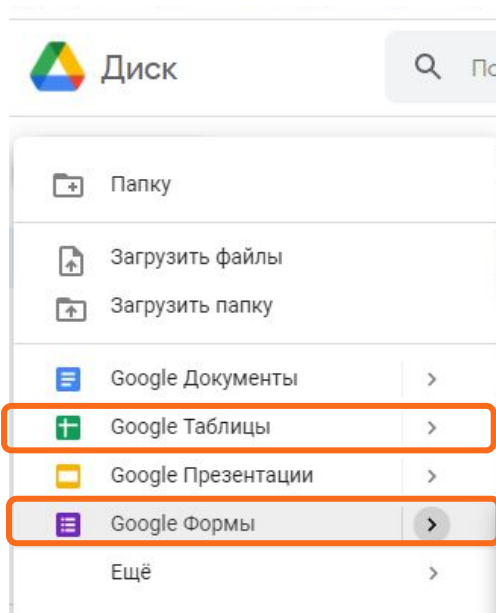 Диск
Папку
Загрузить файлы
Загрузить папку
Google Документы
Google Таблицы
Google Презентации
Google Формы
Ещё